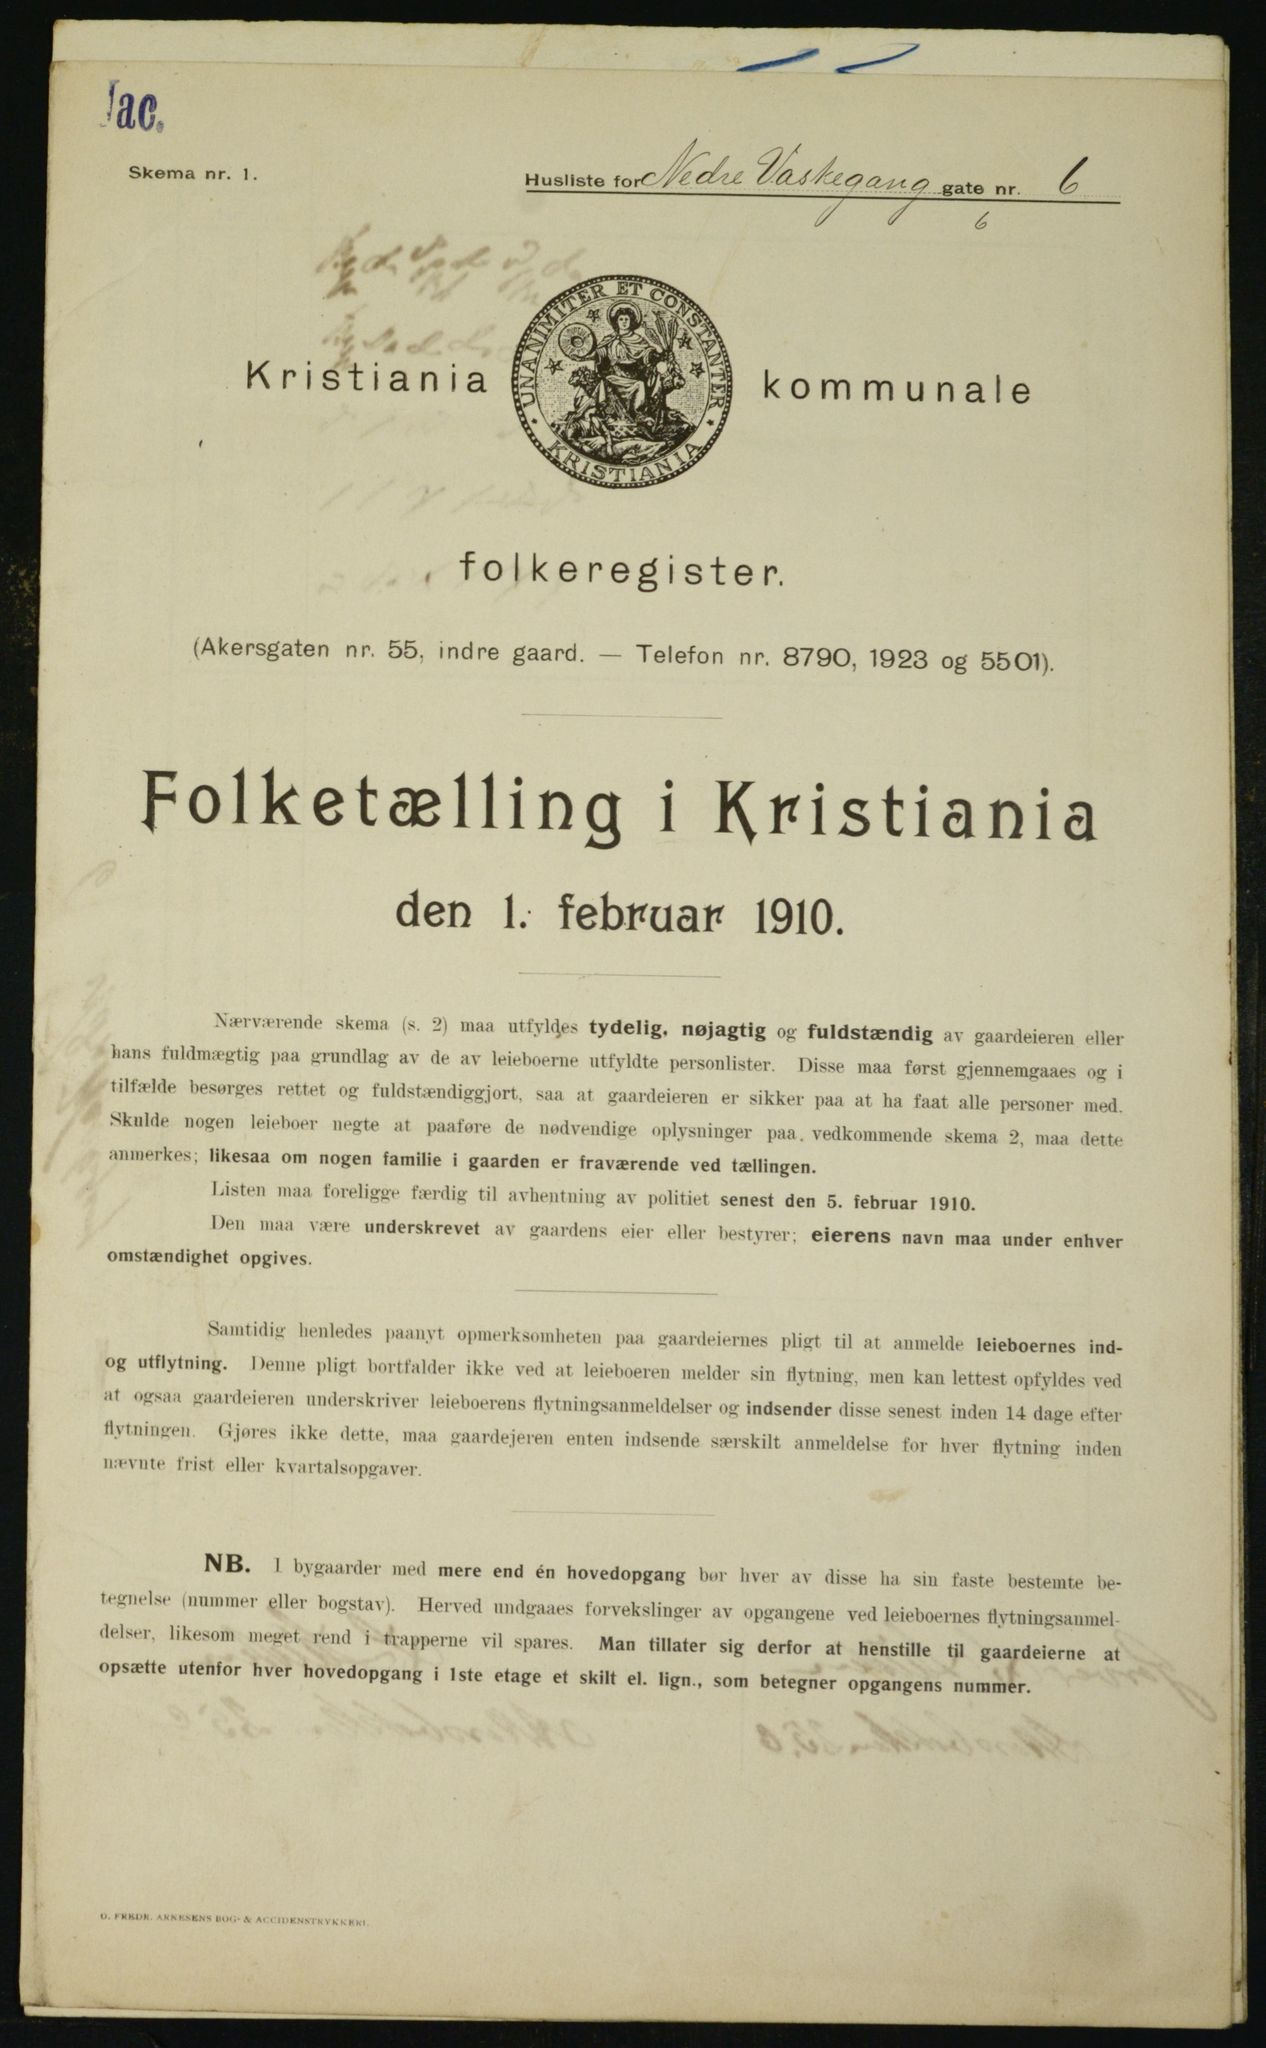 Jac.
Skema nr. 1.
Husliste for Nedre Vaskegang gate nr. 6
6
UNANIMITER ET CONSTANTER
KRISTIANIA
Kristiania kommunale
folkeregister.
(Akersgaten nr. 55, indre gaard. — Telefon nr. 8790, 1923 og 5501).
Folketælling i Kristiania
den 1. februar 1910.
Nærværende skema (s. 2) maa utfyldes tydelig, nøjagtig og fuldstændig av gaardeieren eller
hans fuldmægtig paa grundlag av de av leieboerne utfyldte personlister. Disse maa først gjennemgaaes og i
tilfælde besørges rettet og fuldstændiggjort, saa at gaardeieren er sikker paa at ha faat alle personer med.
Skulde nogen leieboer negte at paaføre de nødvendige oplysninger paa vedkommende skema 2, maa dette
anmerkes; likesaa om nogen familie i gaarden er fraværende ved tællingen.
Listen maa foreligge færdig til avhentning av politiet senest den 5. februar 1910.
Den maa være underskrevet av gaardens eier eller bestyrer; eierens navn maa under enhver
omstændighet opgives.
Samtidig henledes paanyt opmerksomheten paa gaardeiernes pligt til at anmelde leieboernes ind-
og utflytning. Denne pligt bortfalder ikke ved at leieboeren melder sin flytning, men kan lettest opfyldes ved
at ogsaa gaardeieren underskriver leieboerens flytningsanmeldelser og indsender disse senest inden 14 dage efter
flytningen. Gjøres ikke dette, maa gaardejeren enten indsende særskilt anmeldelse for hver flytning inden
nævnte frist eller kvartalsopgaver.
NB. I bygaarder med mere end én hovedopgang bør hver av disse ha sin faste bestemte be-
tegnelse (nummer eller bogstav). Herved undgaaes forvekslinger av opgangene ved leieboernes flytningsanmel-
delser, likesom meget rend i trapperne vil spares. Man tillater sig derfor at henstille til gaardeierne at
opsætte utenfor hver hovedopgang i 1ste etage et skilt el. lign., som betegner opgangens nummer.
O. FREDR. ARNESENS BOG- & ACCIDENSTRYKKERI.